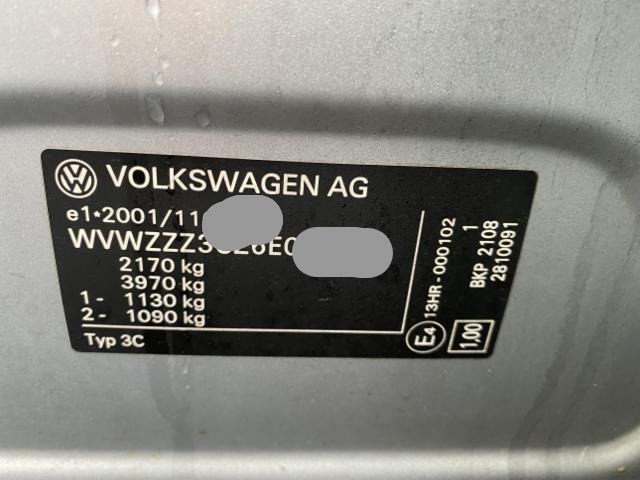 VOLKSWAGEN AG
e1*2001/11
WVWZZZ3
2170 kg
3970 kg
1- 1130 kg
2- 1090 kg
Typ 3C
E4
13HR-000102
1.00
1
BKP 2108
2810091